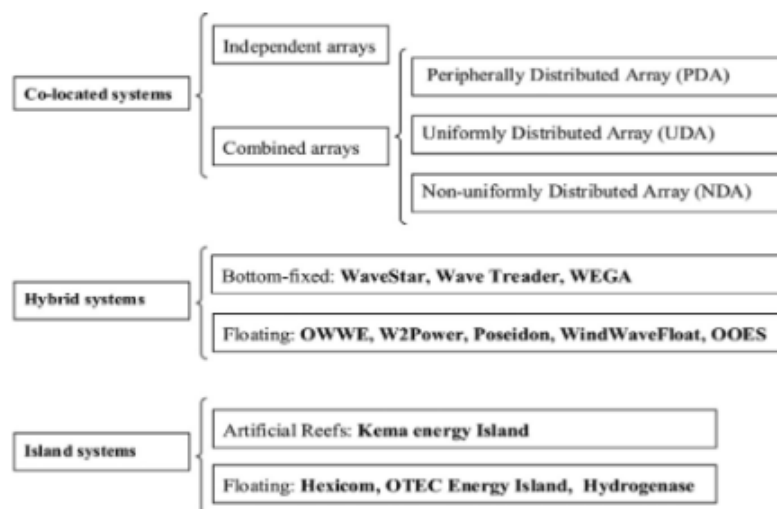 Co-located systems
Independent arrays
Combined arrays
Peripherally Distributed Array (PDA)
Uniformly Distributed Array (UDA)
Non-uniformly Distributed Array (NDA)
Hybrid systems
Bottom-fixed: WaveStar, Wave Treader, WEGA
Floating: OWWE, W2Power, Poseidon, WindWaveFloat, OOES
Island systems
Artificial Reefs: Kema energy Island
Floating: Hexicom, OTEC Energy Island, Hydrogenase